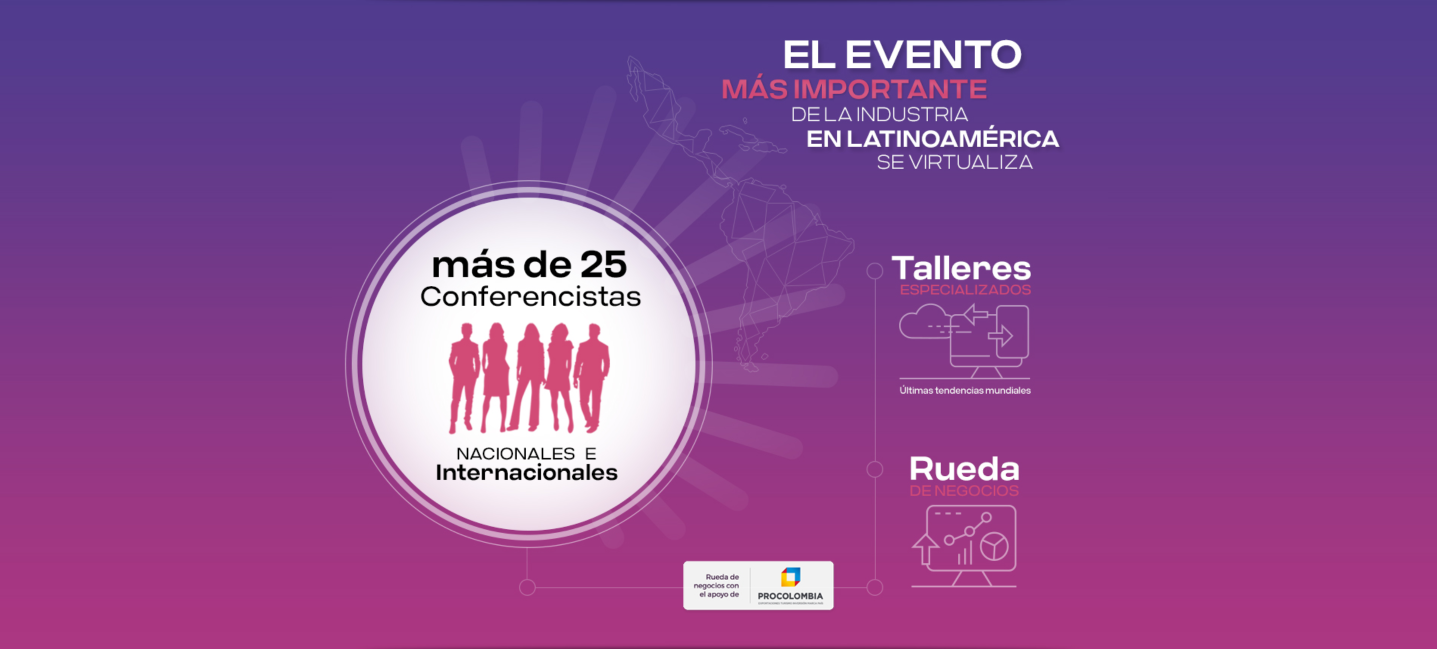 EL EVENTO
MÁS IMPORTANTE
DE LA INDUSTRIA
EN LATINOAMÉRICA
SE VIRTUALIZA
más de 25
Conferencistas
NACIONALES E
Internacionales
Talleres
ESPECIALIZADOS
Últimas tendencias mundiales
Rueda
DE NEGOCIOS
Rueda de
negocios con
el apoyo de
PROCOLOMBIA